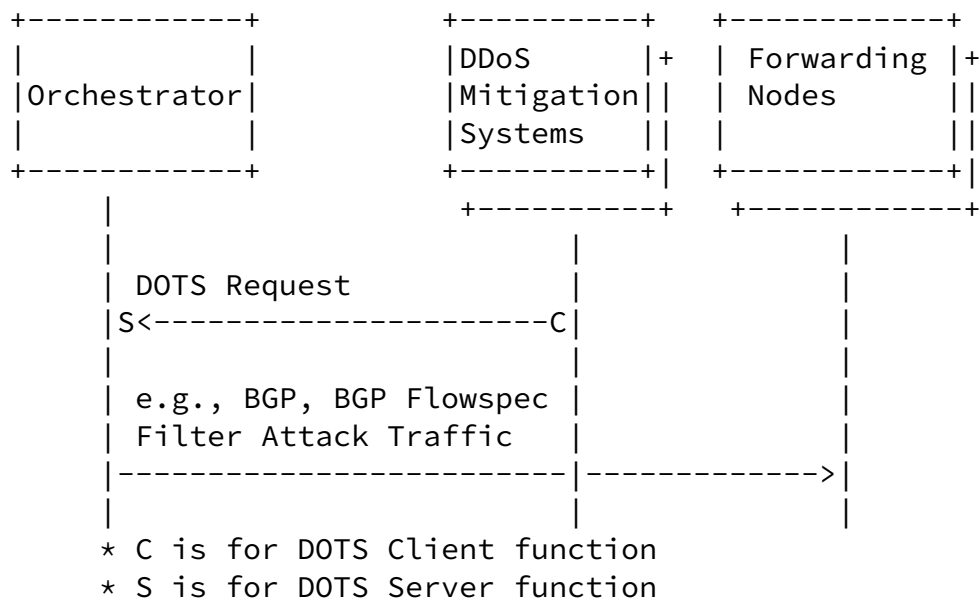 +------------+        +----------+   +------------+
|            |        |DDoS      |+  | Forwarding |+
|Orchestrator|        |Mitigation||  | Nodes      ||
|            |        |Systems   ||  |            ||
+------------+        +----------+|  +------------+|
     |                 +----------+   +------------+
     |                         |              |
     | DOTS Request            |              |
     |S<----------------------C|              |
     |                         |              |
     | e.g., BGP, BGP Flowspec |              |
     | Filter Attack Traffic   |              |
     |-------------------------|------------->|
     |                         |              |
     * C is for DOTS Client function
     * S is for DOTS Server function